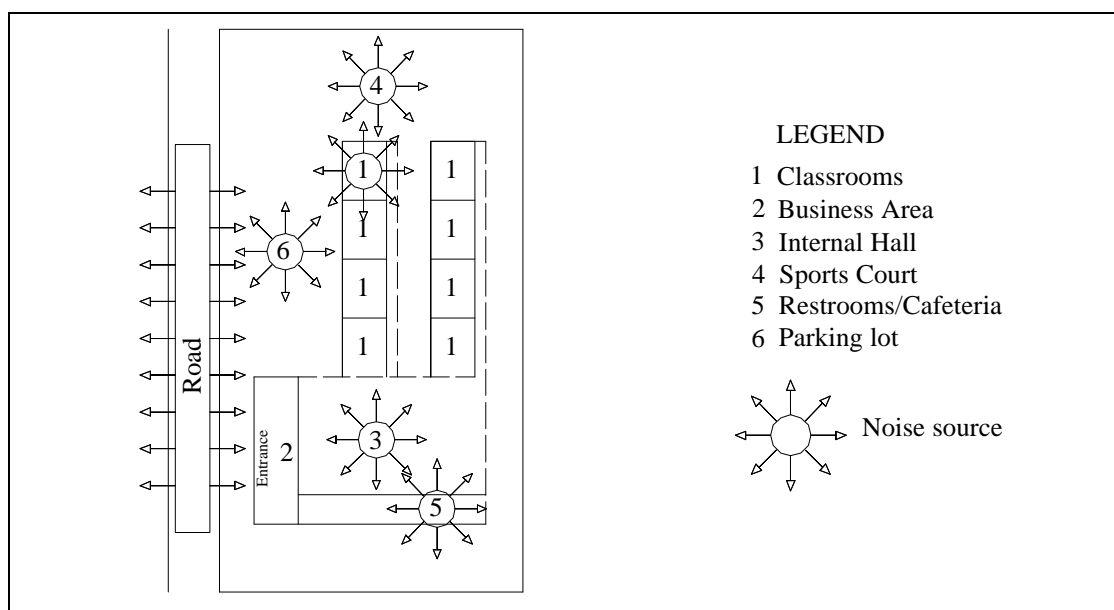 4
1 1
1 1
6
1 1
1 1
Road
Entrance
2
3
5
LEGEND
1 Classrooms
2 Business Area
3 Internal Hall
4 Sports Court
5 Restrooms/Cafeteria
6 Parking lot
Noise source